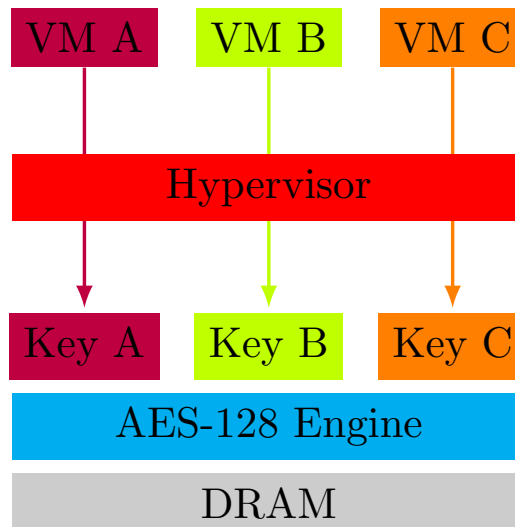 VM A VM B VM C
Hypervisor
Key A Key B Key C
AES-128 Engine
DRAM